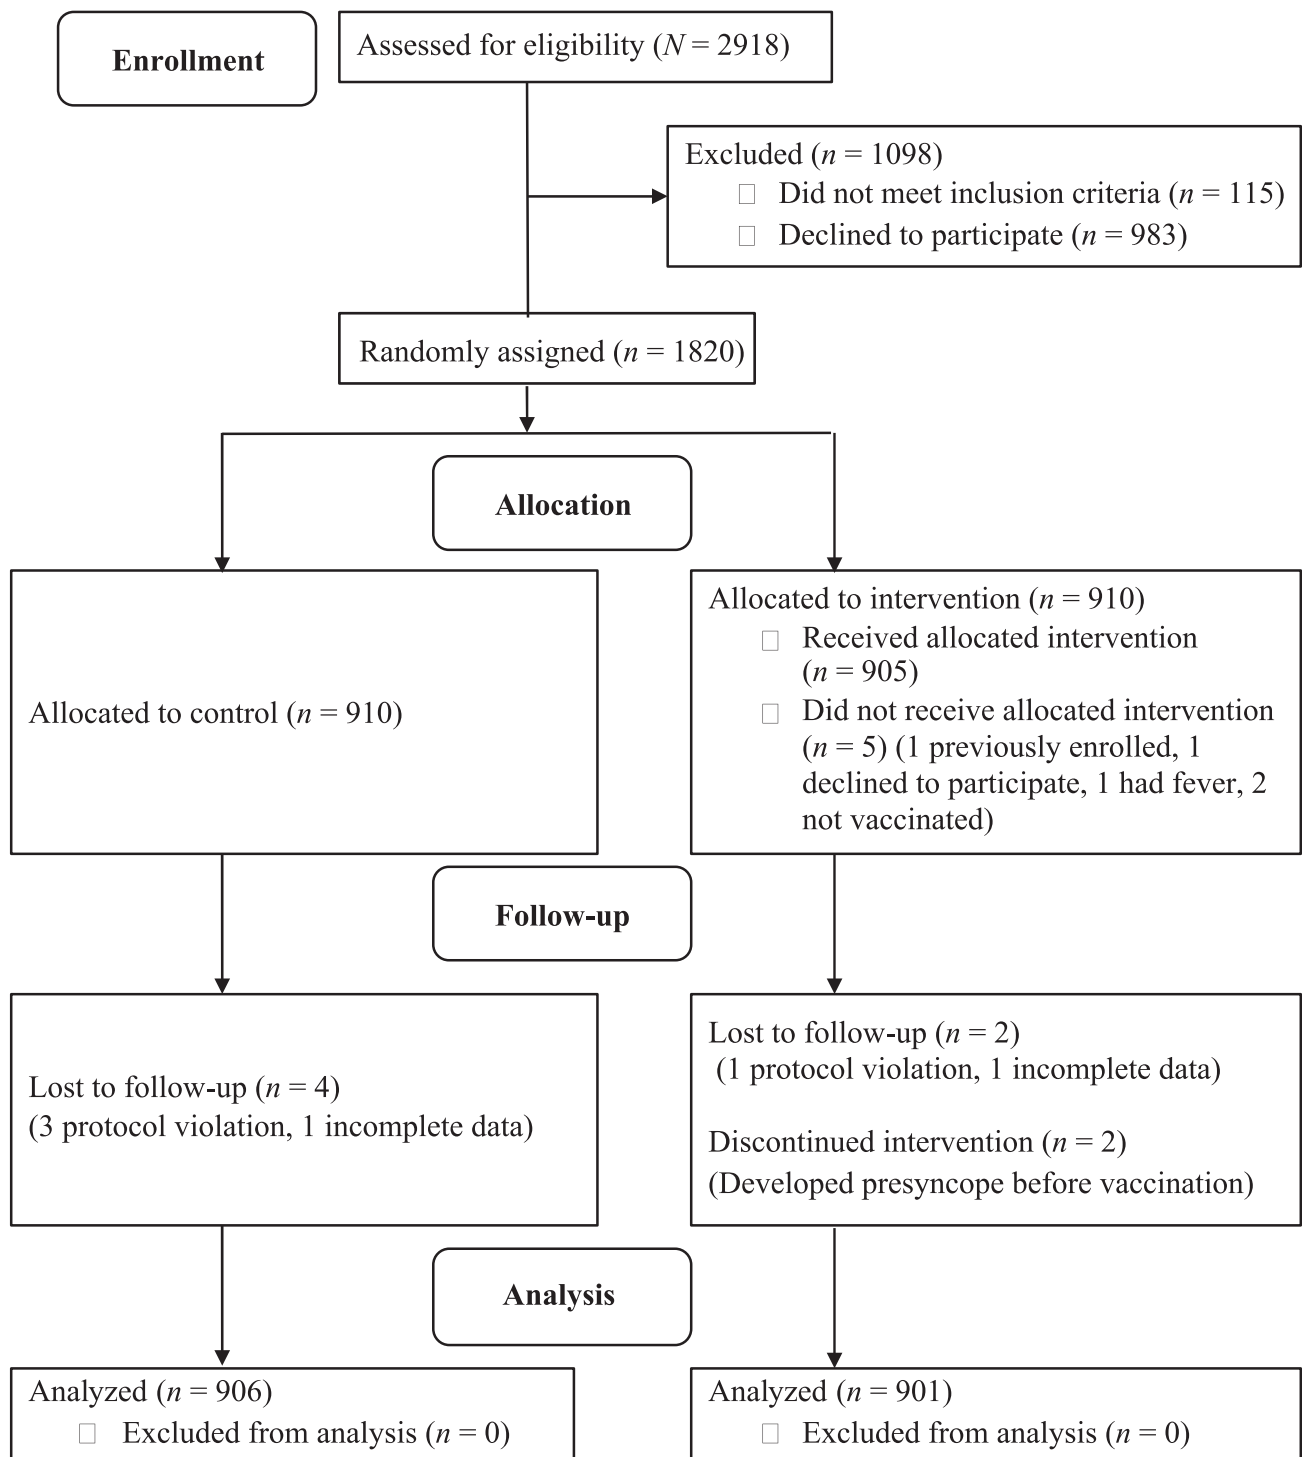 Enrollment
Assessed for eligibility (N = 2918)
Excluded (n = 1098)
Did not meet inclusion criteria (n = 115)
Declined to participate (n = 983)
Randomly assigned (n = 1820)
Allocation
Allocated to control (n = 910)
Allocated to intervention (n = 910)
Received allocated intervention
(n = 905)
Did not receive allocated intervention
(n = 5) (1 previously enrolled, 1
declined to participate, 1 had fever, 2
not vaccinated)
Follow-up
Lost to follow-up (n = 4)
(3 protocol violation, 1 incomplete data)
Lost to follow-up (n = 2)
(1 protocol violation, 1 incomplete data)
Discontinued intervention (n = 2)
(Developed presyncope before vaccination)
Analysis
Analyzed (n = 906)
Excluded from analysis (n = 0)
Analyzed (n = 901)
Excluded from analysis (n = 0)